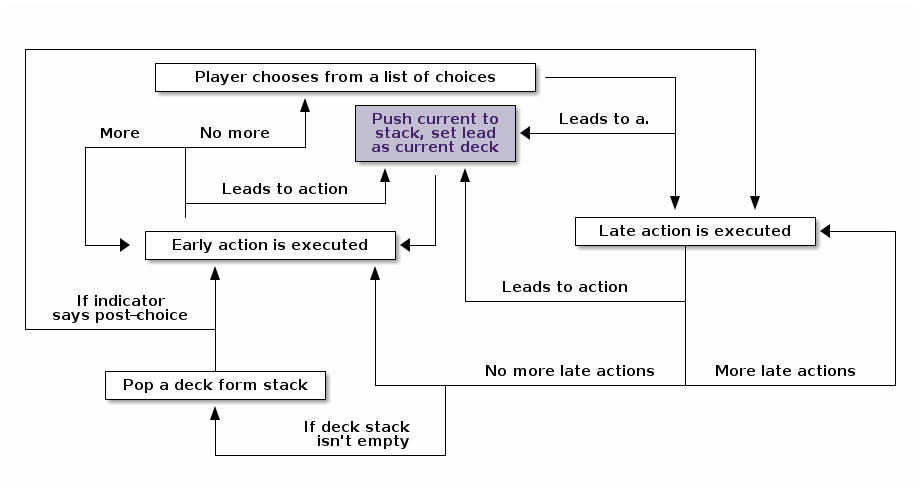 Player chooses from a list of choices
Push current to
stack, set lead
as current deck
Leads to a.
More
No more
Leads to action
Early action is executed
Late action is executed
Leads to action
If indicator
says post-choice
No more late actions
More late actions
Pop a deck form stack
If deck stack
isn't empty